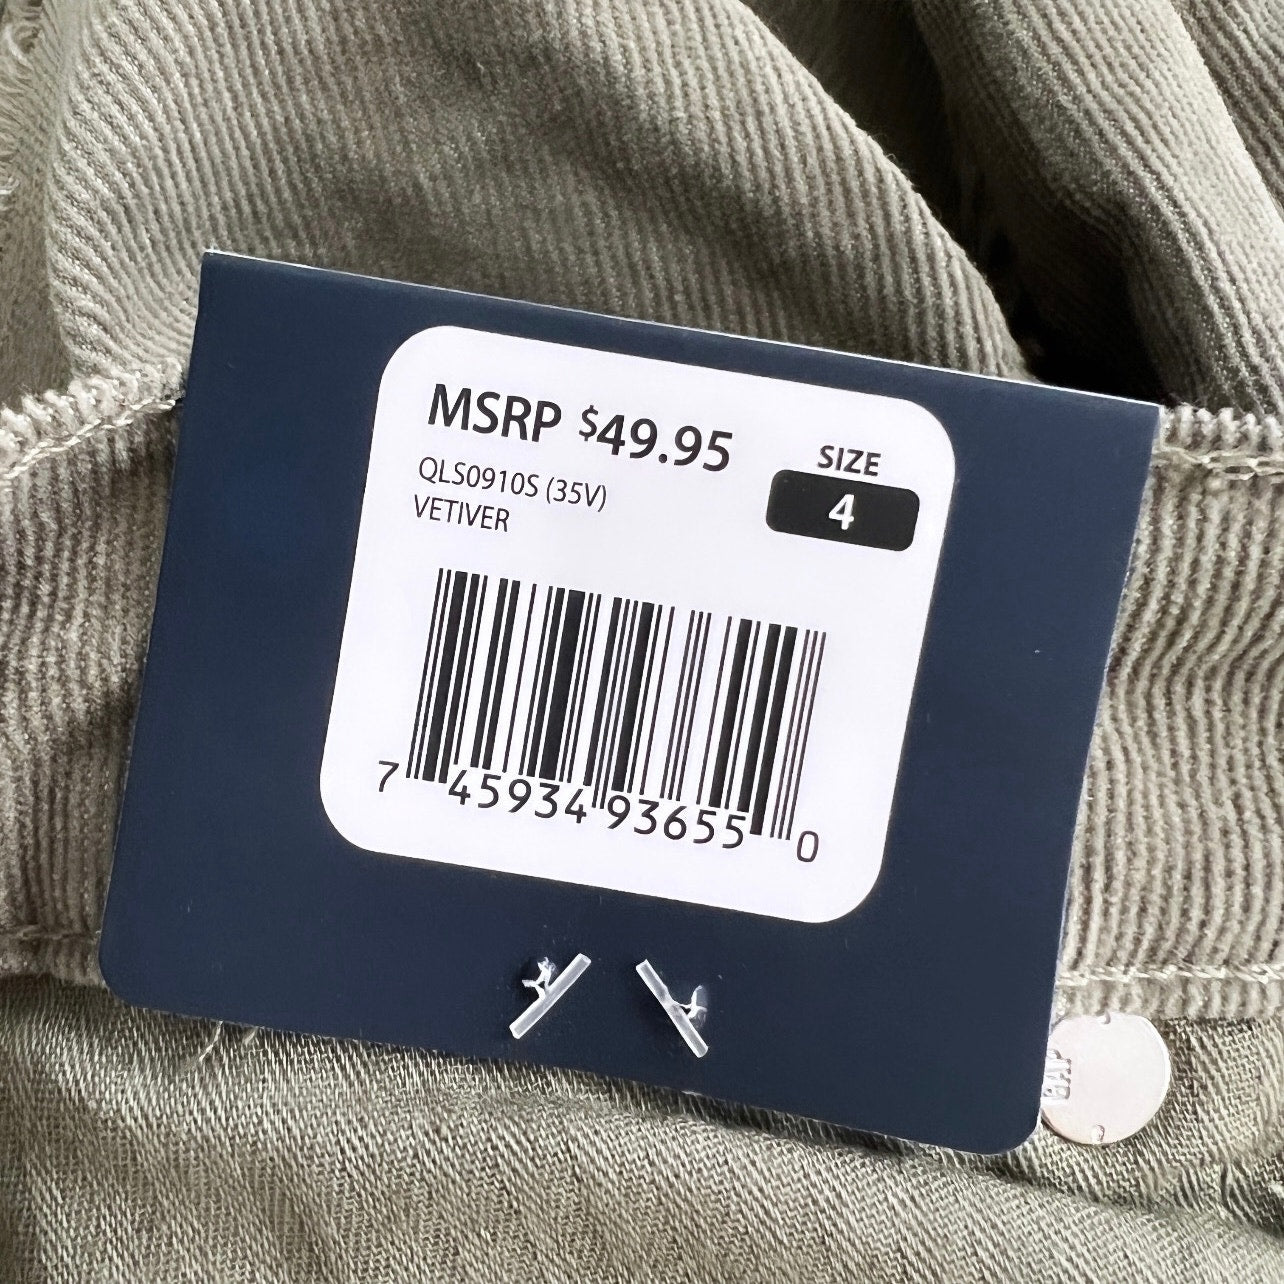 MSRP $49.95
QLS0910S (35V)
VETIVER
SIZE
4
7 45934 93655 0